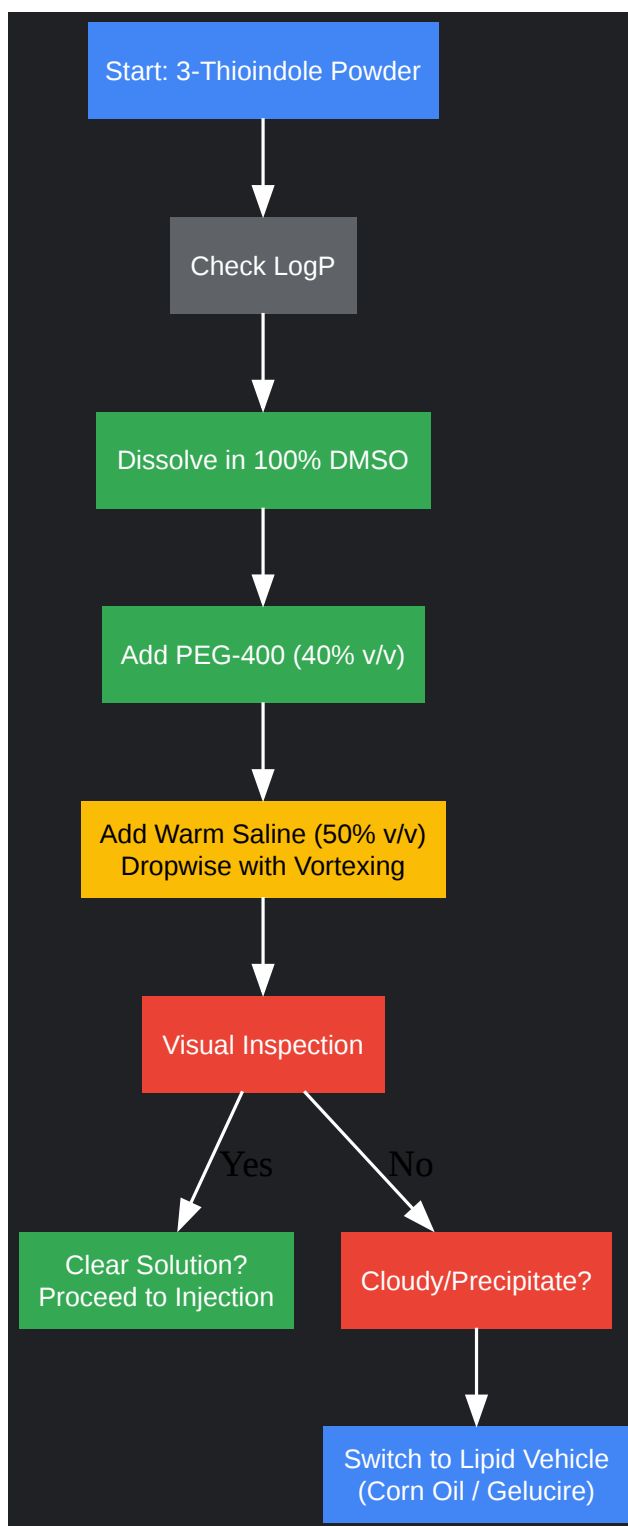 Start: 3-Thioindole Powder
Check LogP
Dissolve in 100% DMSO
Add PEG-400 (40% v/v)
Add Warm Saline (50% v/v)
Dropwise with Vortexing
Visual Inspection
Yes
No
Clear Solution?
Proceed to Injection
Cloudy/Precipitate?
Switch to Lipid Vehicle
(Corn Oil / Gelucire)